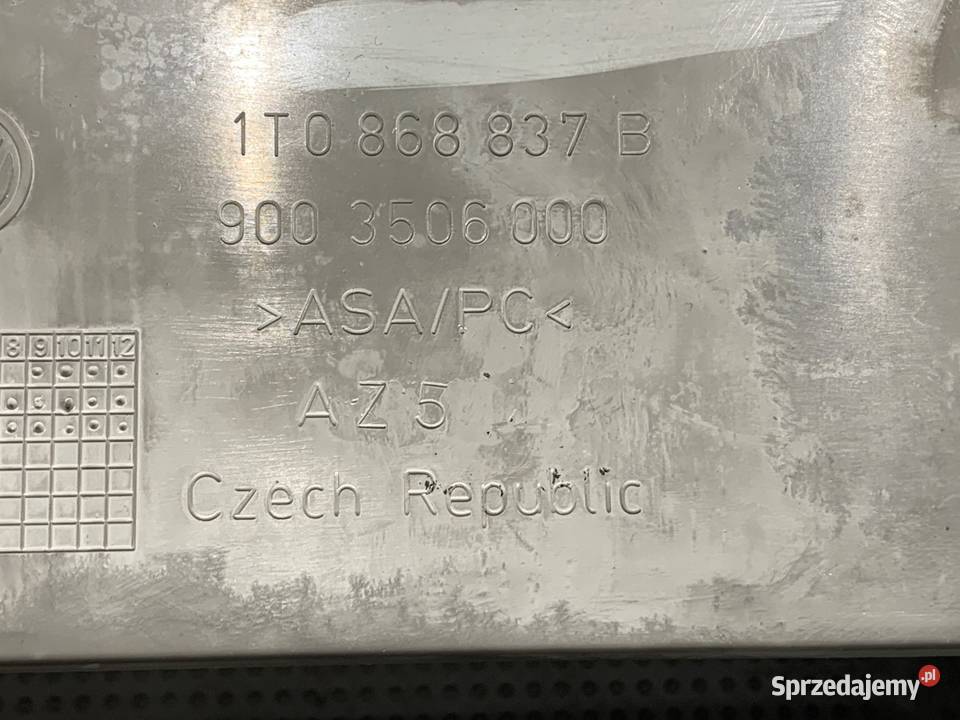 1T0 868 837 B
900 3506 000
>ASA/PC<
8 9 10 11 12
A Z 5
Czech Republic
Sprzedajemy.pl